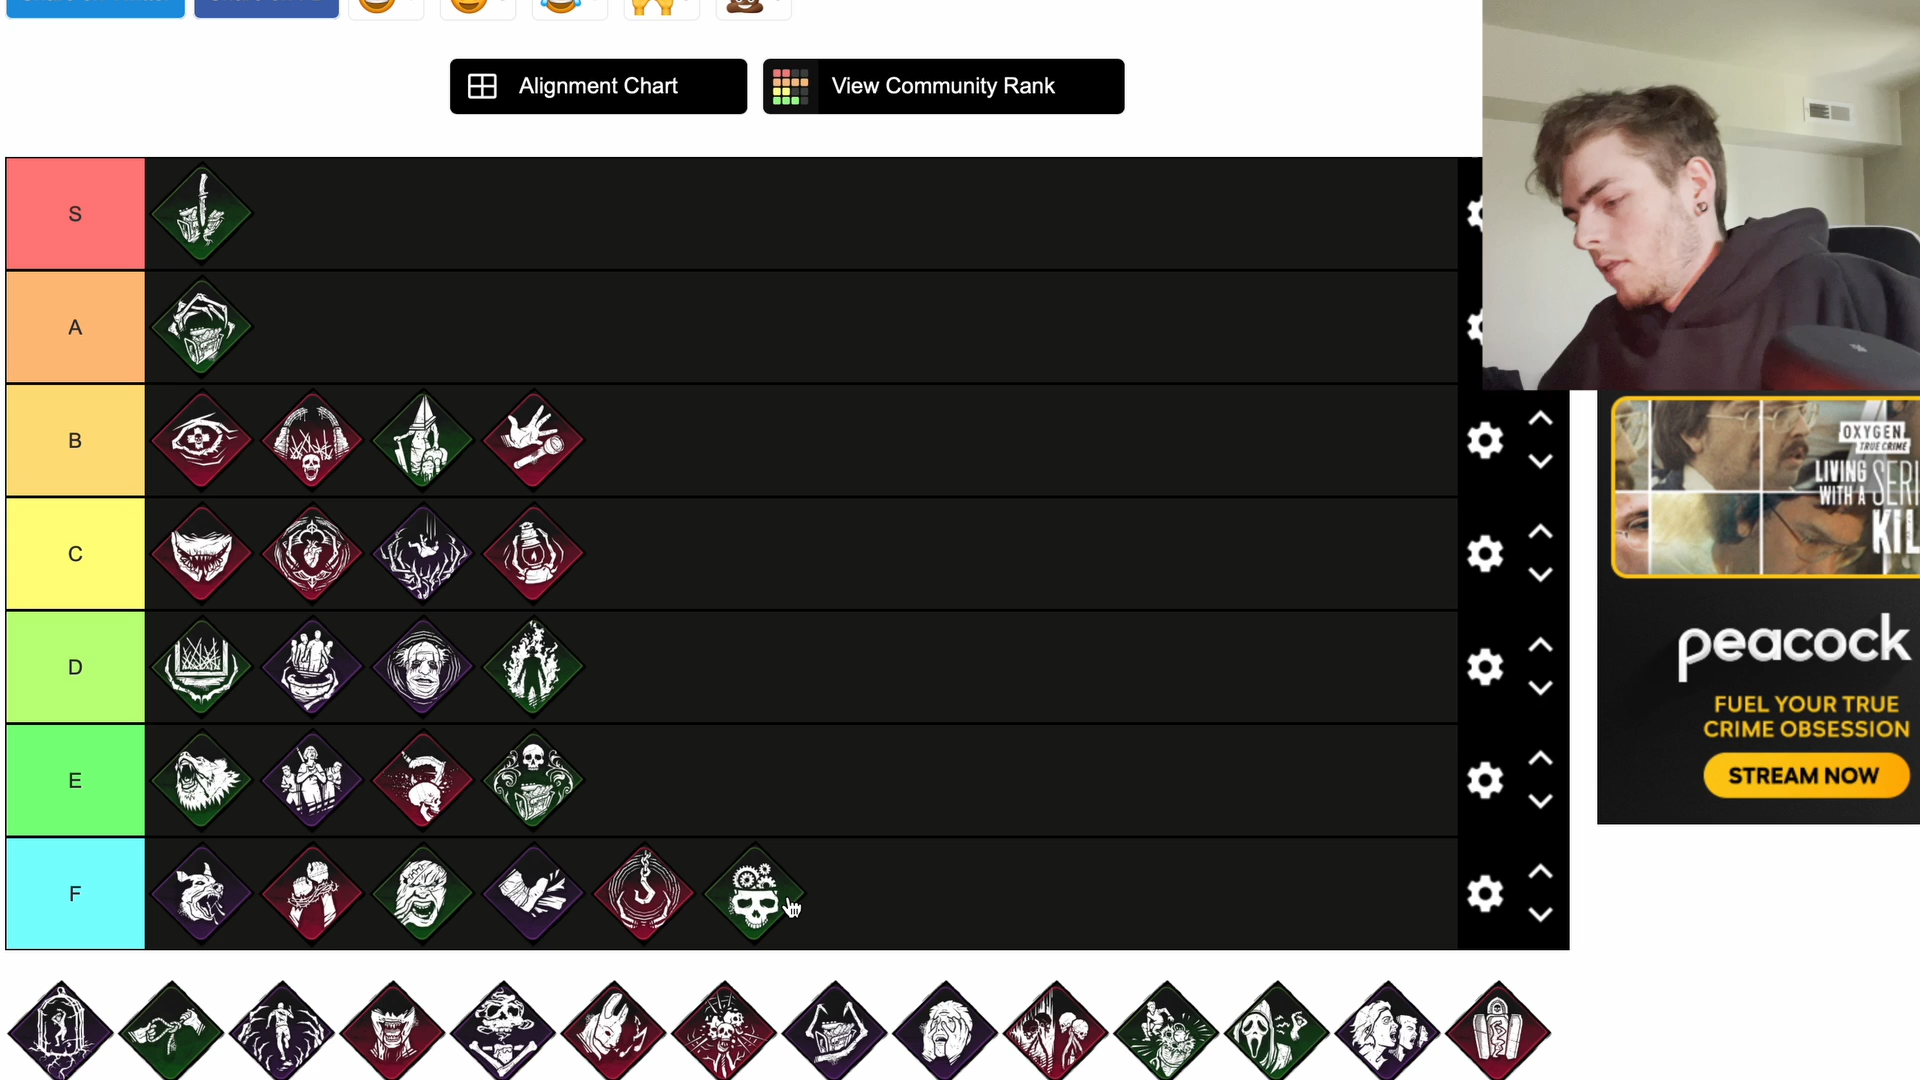 Alignment Chart
View Community Rank
S
A
B
C
D
E
F
OXYGEN
TRUE CRIME
LIVING
WITH A
peacock
FUEL YOUR TRUE
CRIME OBSESSION
STREAM NOW